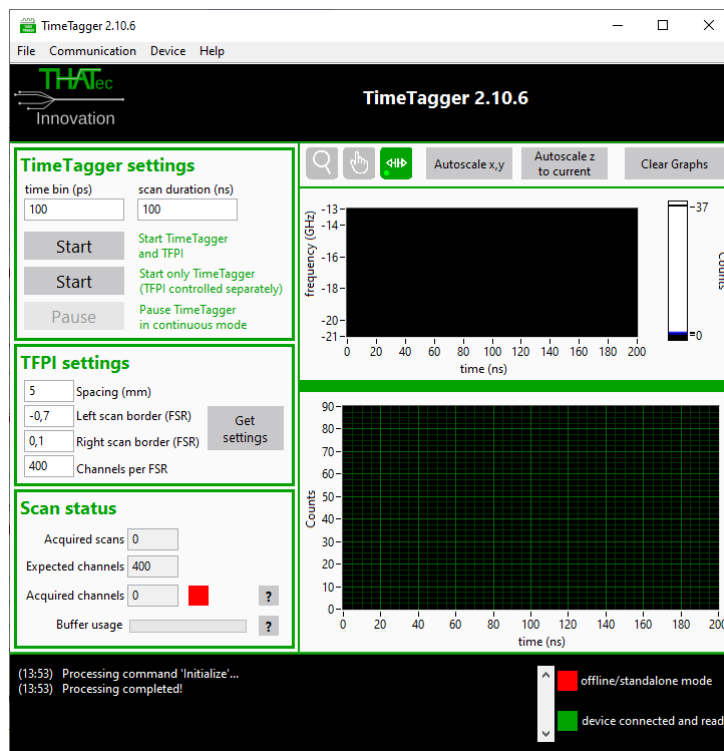 TimeTagger 2.10.6
File Communication Device Help
THATec
Innovation
TimeTagger 2.10.6
TimeTagger settings
time bin (ps) scan duration (ns)
100 100
Start Start TimeTagger
and TFPI
Start Start only TimeTagger
(TFPI controlled separately)
Pause Pause TimeTagger
in continuous mode
TFPI settings
5 Spacing (mm)
-0,7 Left scan border (FSR)
0,1 Right scan border (FSR)
Get
settings
400 Channels per FSR
Scan status
Acquired scans 0
Expected channels 400
Acquired channels 0 ?
Buffer usage ?
Autoscale x,y
Autoscale z
to current
Clear Graphs
frequency (GHz)
-13
-14
-16
-18
-20
-21
0 20 40 60 80 100 120 140 160 180 200
time (ns)
37
0
Counts
Counts
90
80
70
60
50
40
30
20
10
0
0 20 40 60 80 100 120 140 160 180 200
time (ns)
(13:53) Processing command 'Initialize'...
(13:53) Processing completed!
offline/standalone mode
device connected and read